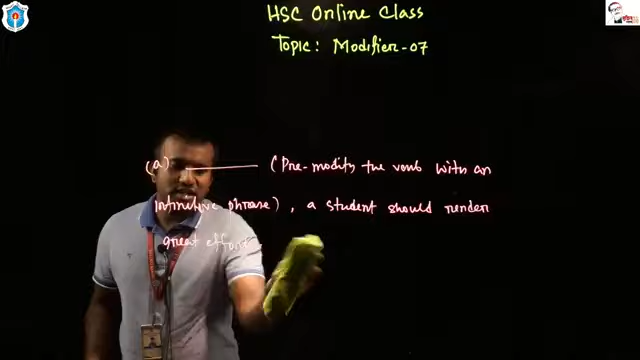 HSC Online Class
Topic: Modifier-07
(a) ——— (Pre-modify the verb with an
infinitive phrase), a student should render
great effort